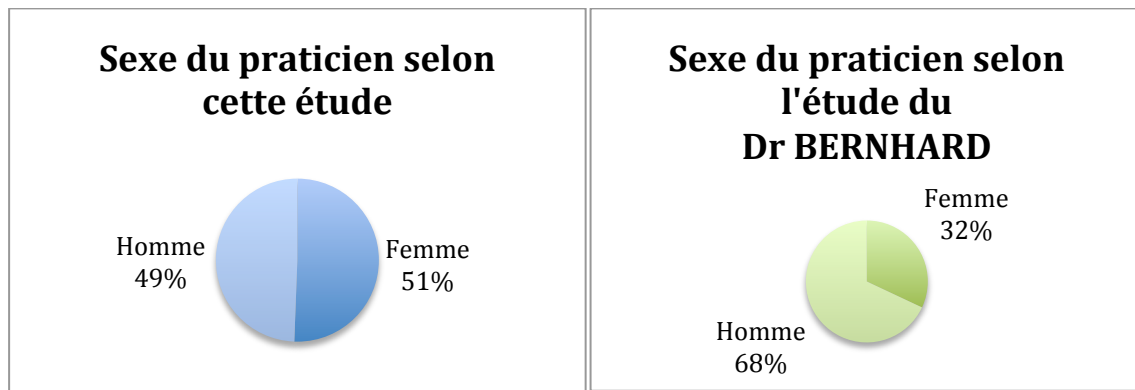 Sexe du praticien selon
cette étude
Homme
49%
Femme
51%
Sexe du praticien selon
l'étude du
Dr BERNHARD
Femme
32%
Homme
68%